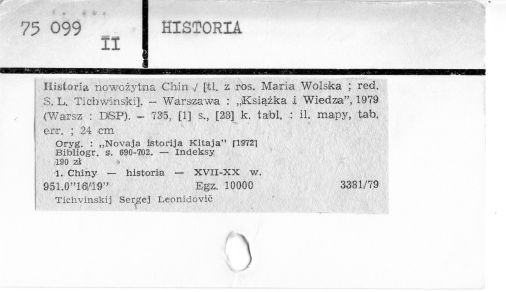 75 099
II
HISTORIA
Historia nowożytna Chin / [tł. z ros. Maria Wolska ; red.
S. L. Tichwinski]. — Warszawa : „Książka i Wiedza", 1979
(Warsz : DSP). — 735, [1] s., [28] k. tabl. : il. mapy, tab.
err. ; 24 cm
Oryg. : „Novaja istorija Kitaja" [1972]
Bibliogr. s. 690-702. — Indeksy
190 zł
1. Chiny — historia — XVII-XX w.
951.0"16/19" Egz. 10000 3381/79
Tichvinskij Sergej Leonidovič